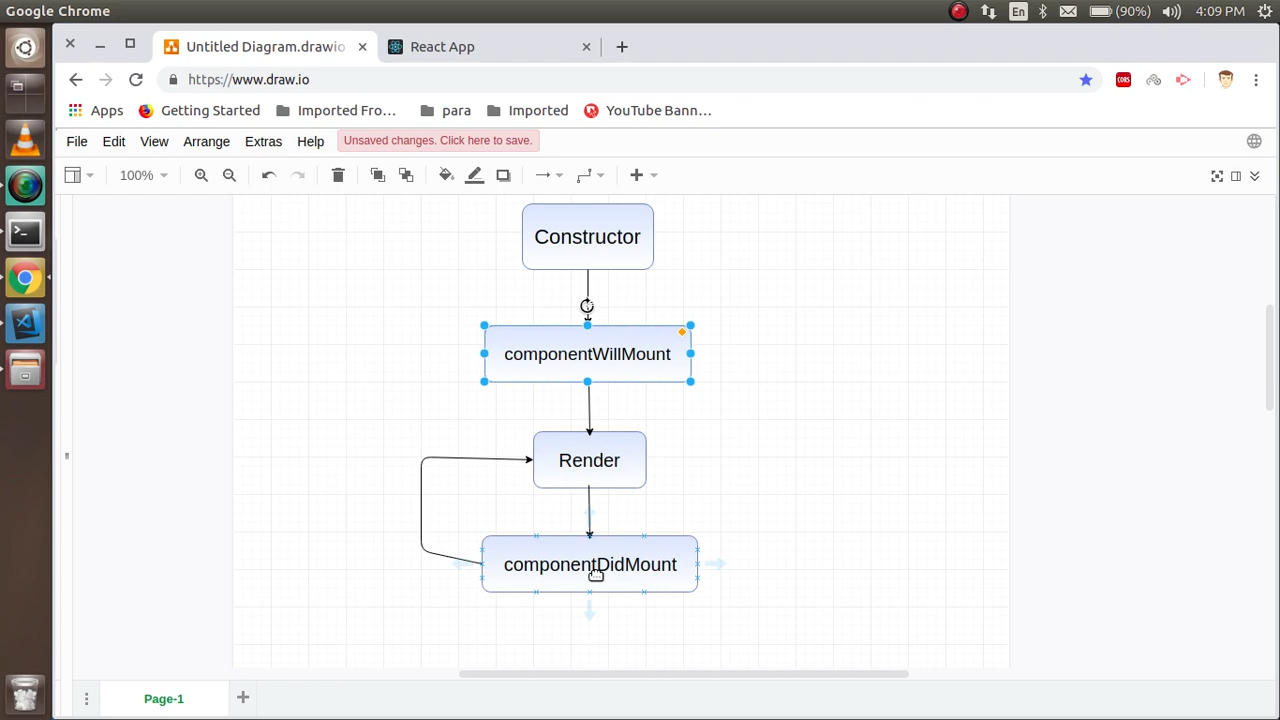 Google Chrome
En
(90%)
4:09 PM
Untitled Diagram.drawio
React App
https://www.draw.io
CORS
Apps
Getting Started
Imported Fro...
para
Imported
YouTube Bann...
File
Edit
View
Arrange
Extras
Help
Unsaved changes. Click here to save.
100%
Constructor
componentWillMount
Render
componentDidMount
Page-1